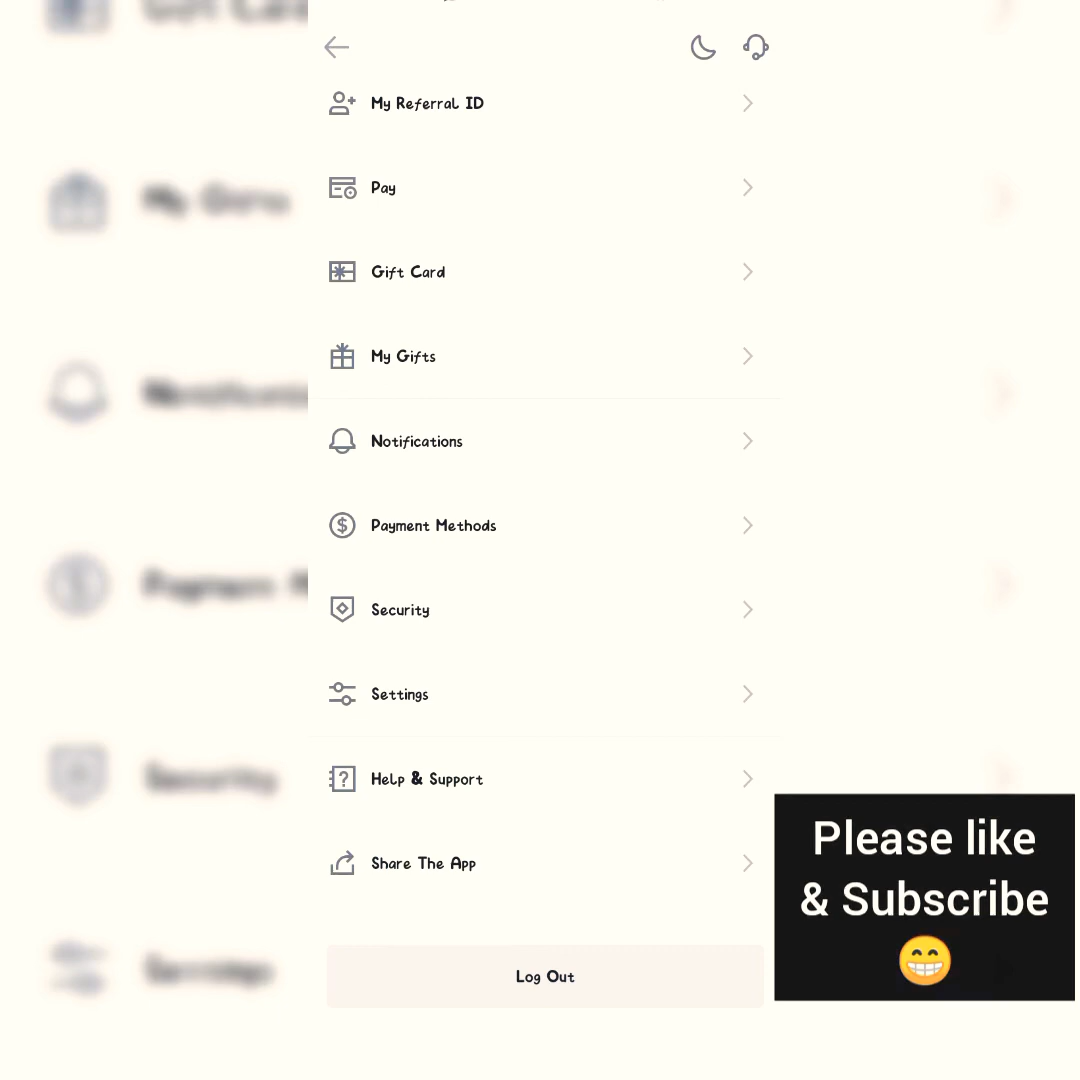 My Referral ID
Pay
Gift Card
My Gifts
Notifications
Payment Methods
Security
Settings
Help & Support
Share The App
Log Out
Please like
& Subscribe
😁